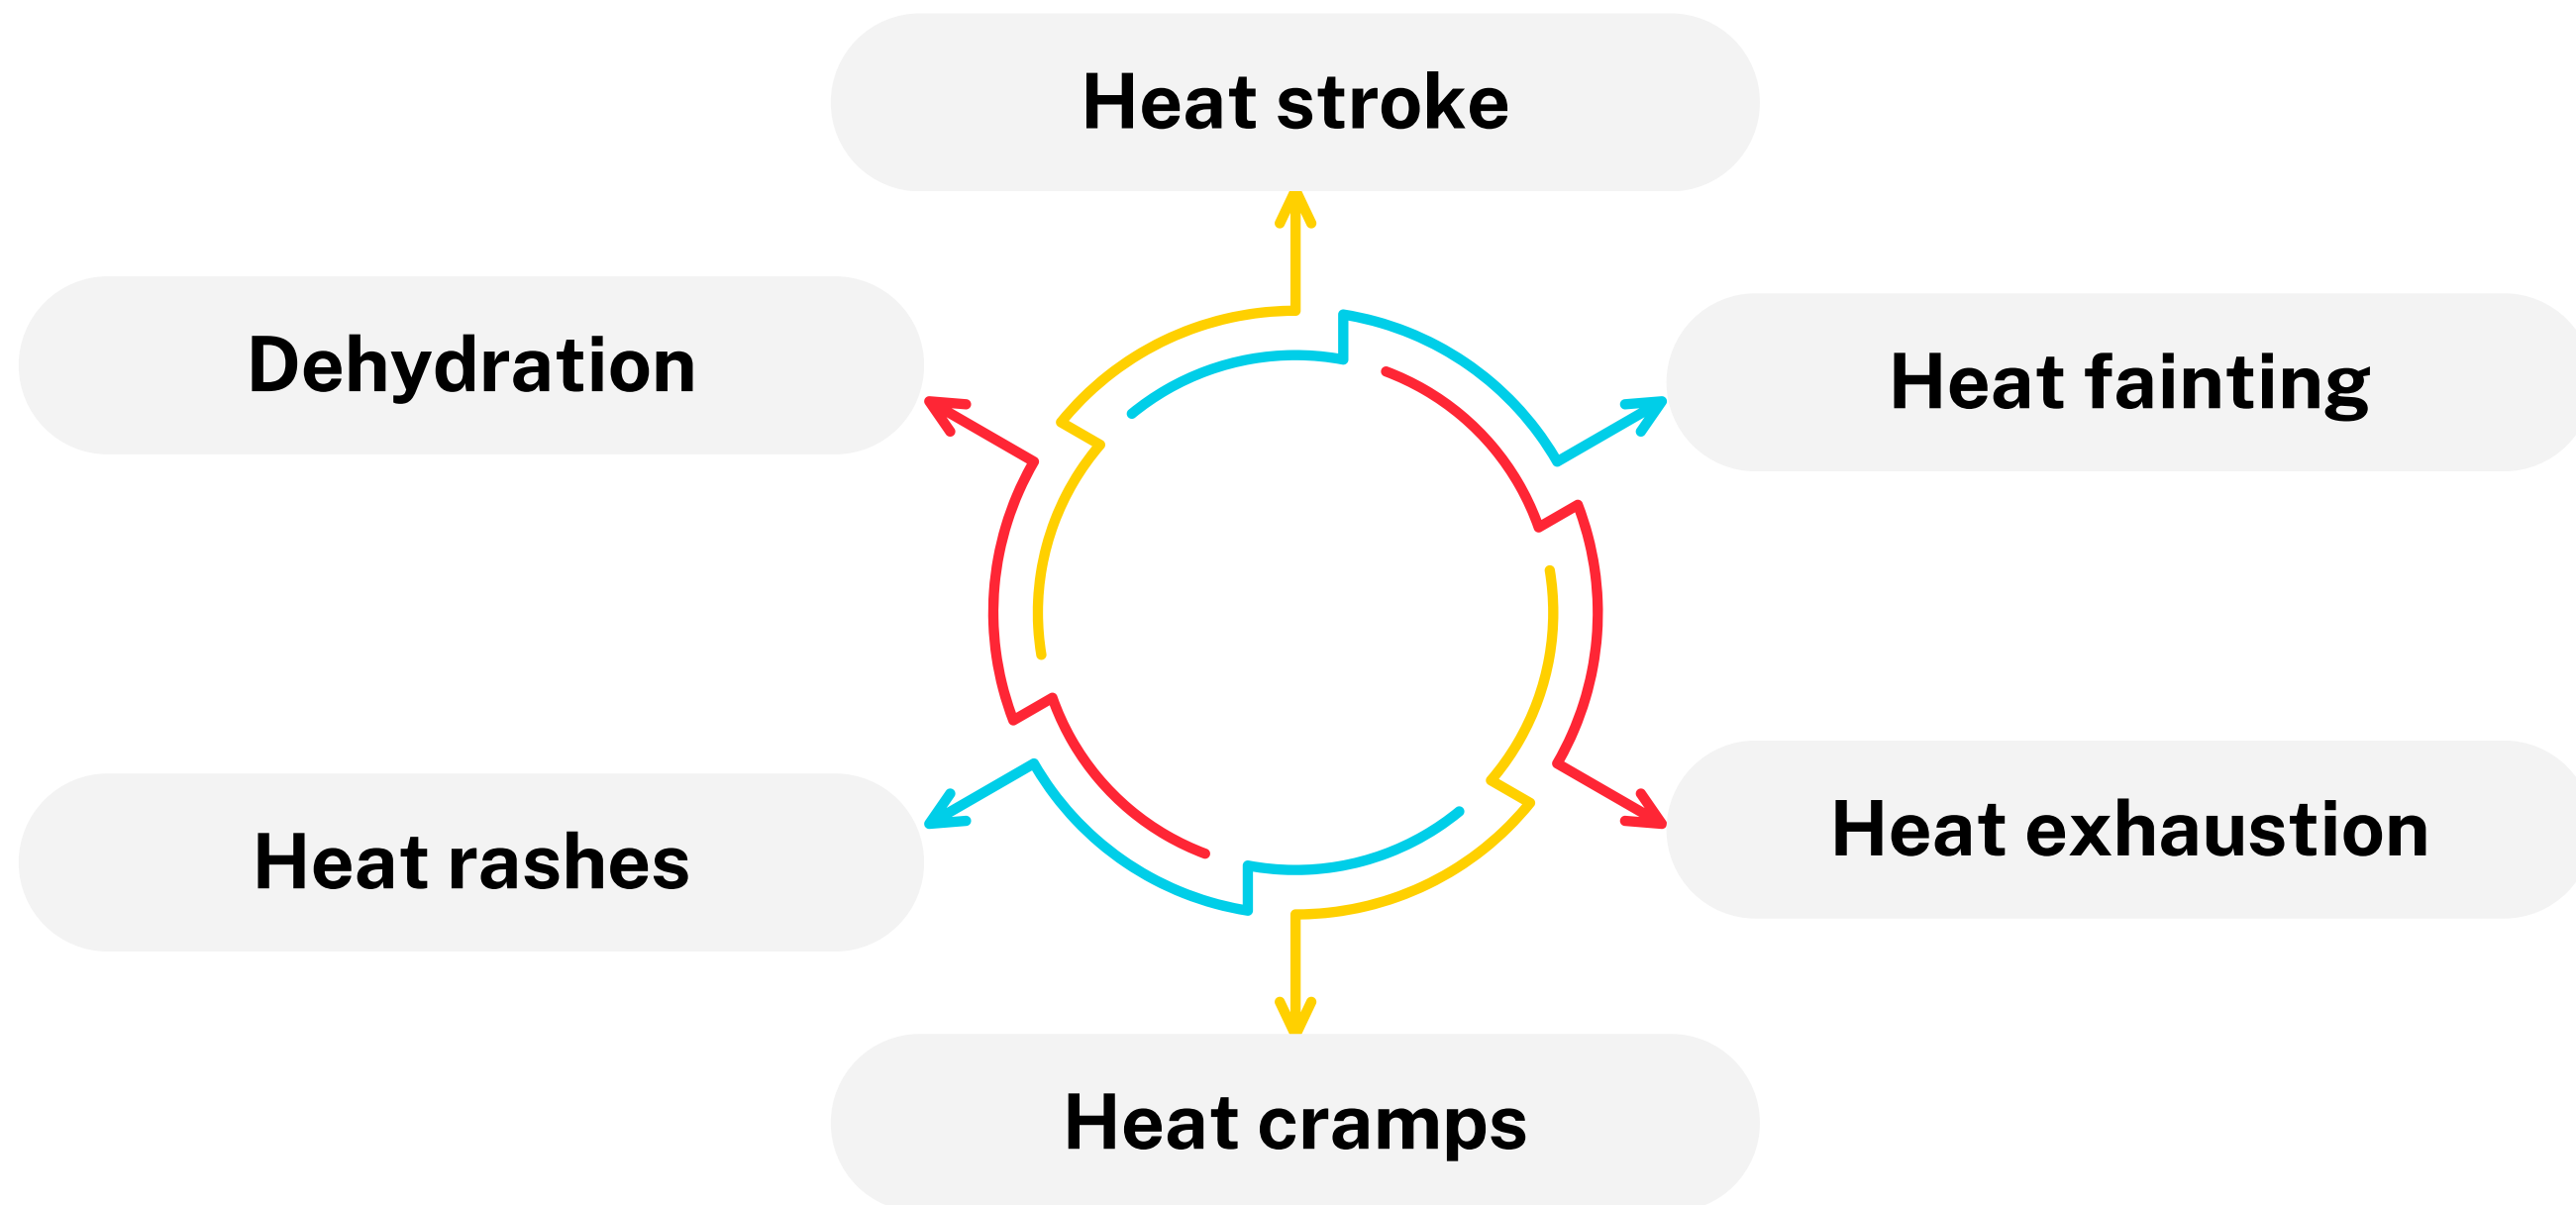 Heat stroke
Dehydration
Heat fainting
Heat exhaustion
Heat rashes
Heat cramps